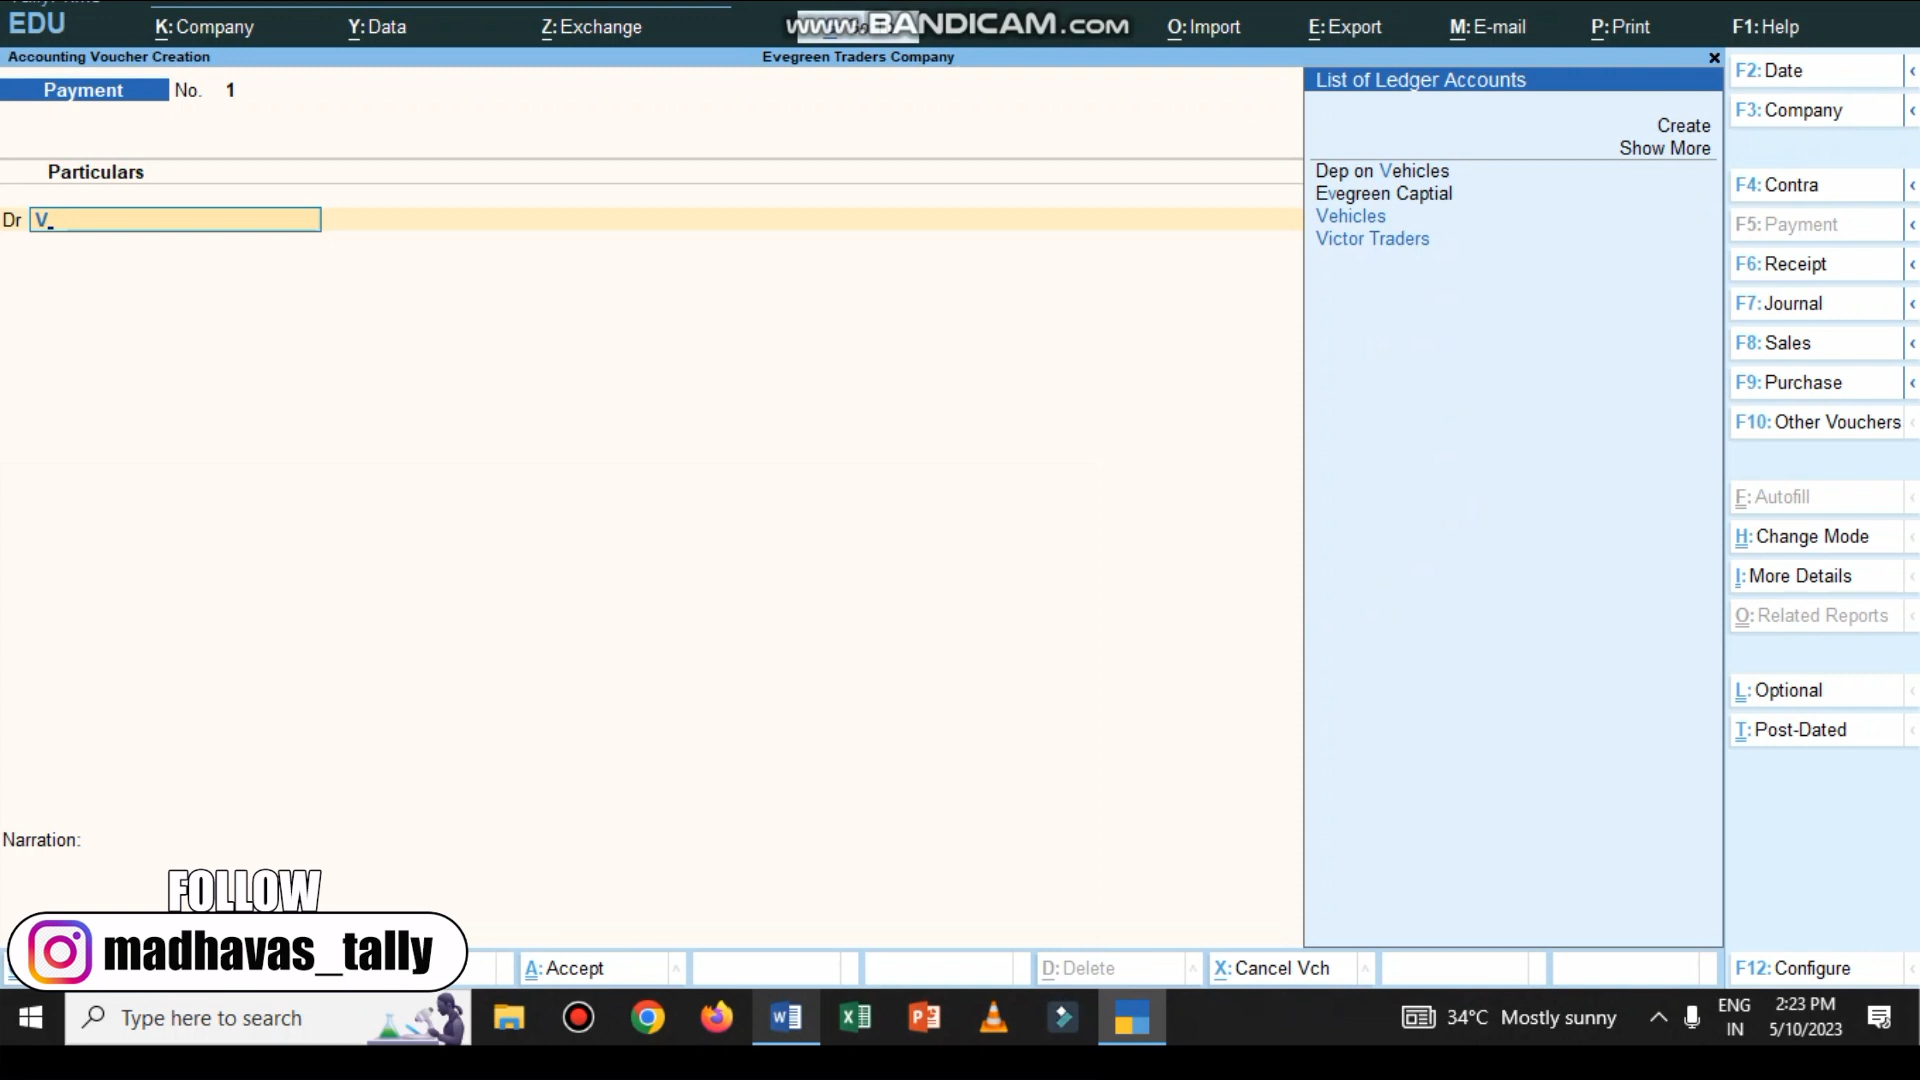 EDU
K: Company
Y: Data
Z: Exchange
www.BANDICAM.com
O: Import
E: Export
M: E-mail
P: Print
F1: Help
Accounting Voucher Creation
Evegreen Traders Company
Payment No. 1
Particulars
Dr V
List of Ledger Accounts
Create
Show More
Dep on Vehicles
Evegreen Captial
Vehicles
Victor Traders
F2: Date
F3: Company
F4: Contra
F5: Payment
F6: Receipt
F7: Journal
F8: Sales
F9: Purchase
F10: Other Vouchers
F: Autofill
H: Change Mode
I: More Details
O: Related Reports
L: Optional
T: Post-Dated
F12: Configure
Narration:
FOLLOW
madhavas_tally
A: Accept
D: Delete
X: Cancel Vch
Type here to search
34°C Mostly sunny
ENG
IN
2:23 PM
5/10/2023